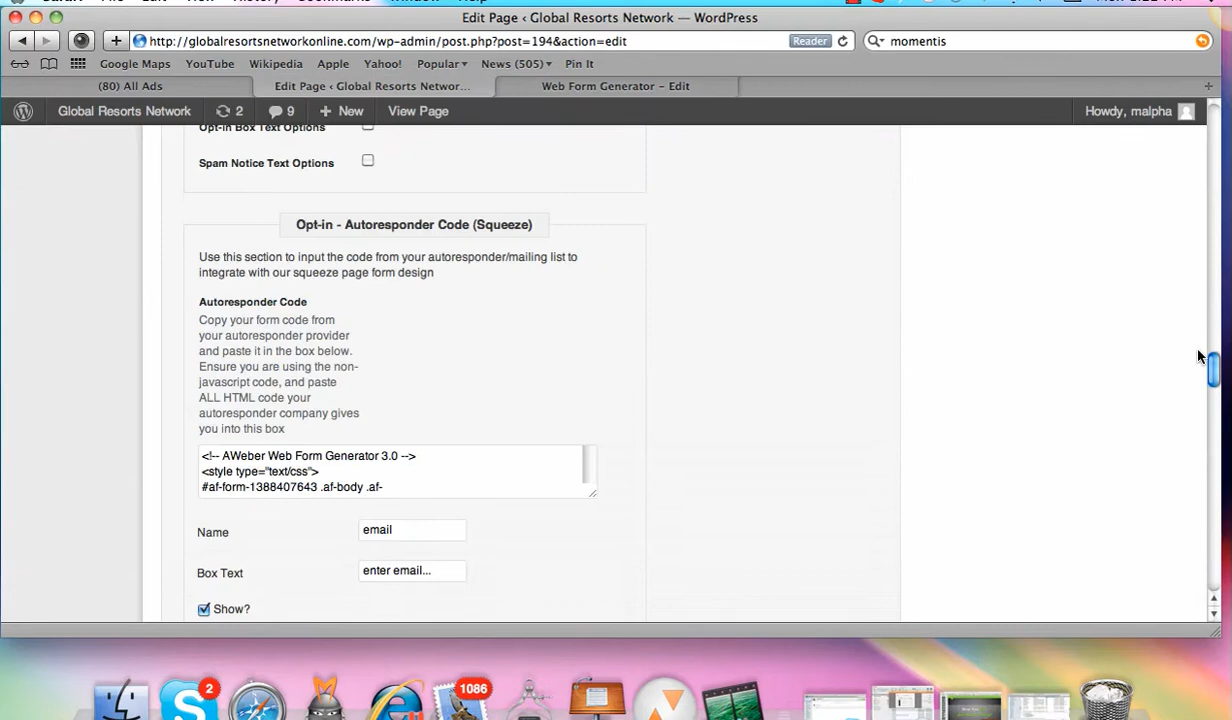 Edit Page ‹ Global Resorts Network — WordPress
http://globalresortsnetworkonline.com/wp-admin/post.php?post=194&action=edit
Reader
momentis
Google Maps YouTube Wikipedia Apple Yahoo! Popular News (505) Pin It
(80) All Ads
Edit Page ‹ Global Resorts Networ...
Web Form Generator – Edit
Global Resorts Network 2 9 New View Page
Howdy, malpha
Opt-in Box Text Options
Spam Notice Text Options
Opt-in - Autoresponder Code (Squeeze)
Use this section to input the code from your autoresponder/mailing list to
integrate with our squeeze page form design
Autoresponder Code
Copy your form code from
your autoresponder provider
and paste it in the box below.
Ensure you are using the non-
javascript code, and paste
ALL HTML code your
autoresponder company gives
you into this box
<!-- AWeber Web Form Generator 3.0 -->
<style type="text/css">
#af-form-1388407643 .af-body .af-
Name
email
Box Text
enter email...
Show?
2
1086